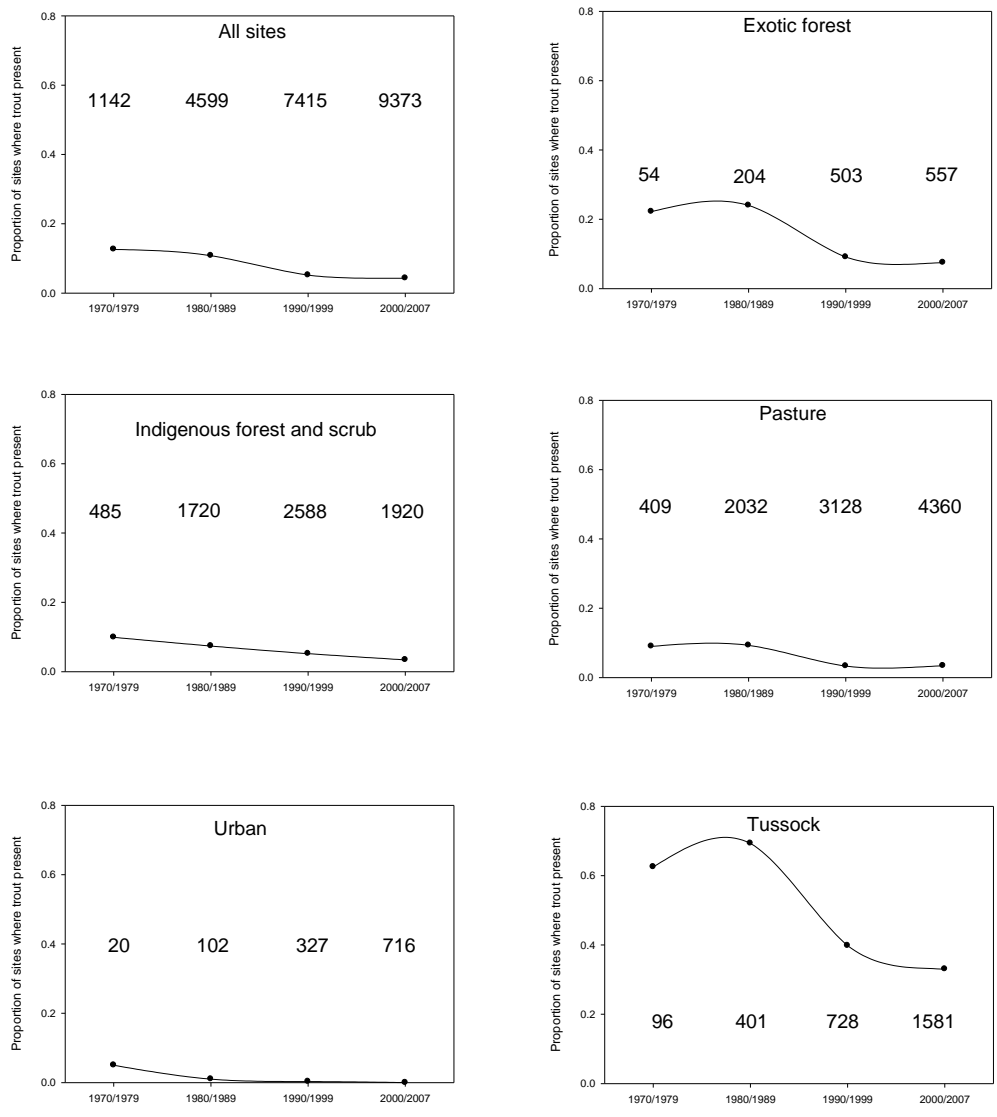 All sites
Proportion of sites where trout present
0.8
0.6
0.4
0.2
0.0
1142 4599 7415 9373
1970/1979 1980/1989 1990/1999 2000/2007
Exotic forest
Proportion of sites where trout present
0.8
0.6
0.4
0.2
0.0
54 204 503 557
1970/1979 1980/1989 1990/1999 2000/2007
Indigenous forest and scrub
Proportion of sites where trout present
0.8
0.6
0.4
0.2
0.0
485 1720 2588 1920
1970/1979 1980/1989 1990/1999 2000/2007
Pasture
Proportion of sites where trout present
0.8
0.6
0.4
0.2
0.0
409 2032 3128 4360
1970/1979 1980/1989 1990/1999 2000/2007
Urban
Proportion of sites where trout present
0.8
0.6
0.4
0.2
0.0
20 102 327 716
1970/1979 1980/1989 1990/1999 2000/2007
Tussock
Proportion of sites where trout present
0.8
0.6
0.4
0.2
0.0
96 401 728 1581
1970/1979 1980/1989 1990/1999 2000/2007